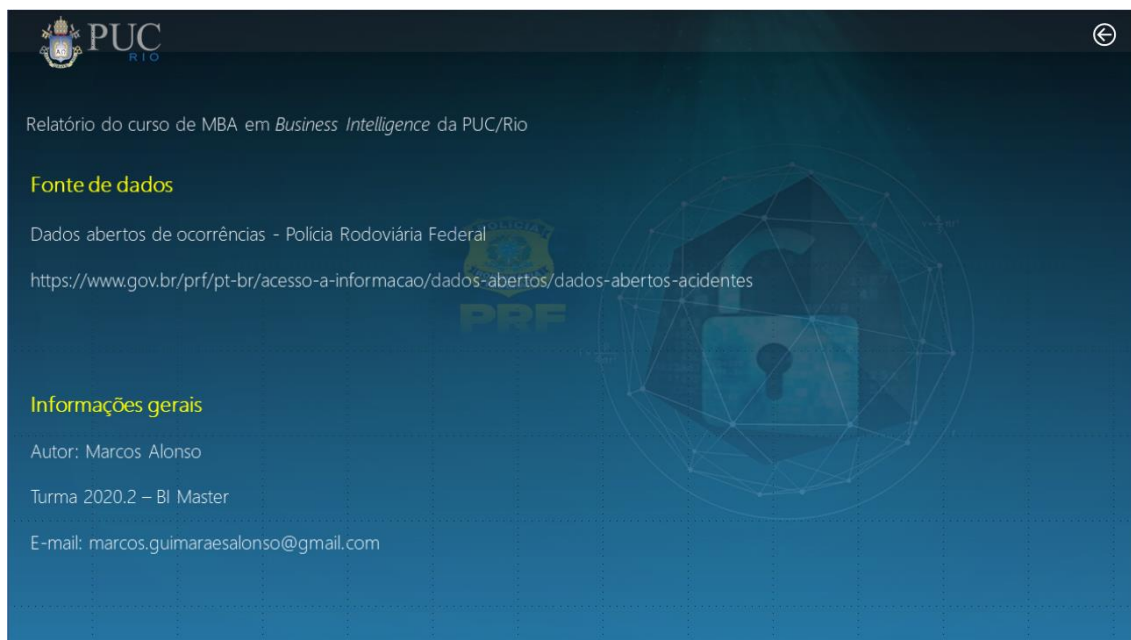 PUC
RIO
Relatório do curso de MBA em Business Intelligence da PUC/Rio
Fonte de dados
Dados abertos de ocorrências - Polícia Rodoviária Federal
https://www.gov.br/prf/pt-br/acesso-a-informacao/dados-abertos/dados-abertos-acidentes
PRF
Informações gerais
Autor: Marcos Alonso
Turma 2020.2 – BI Master
E-mail: marcos.guimaraesalonso@gmail.com